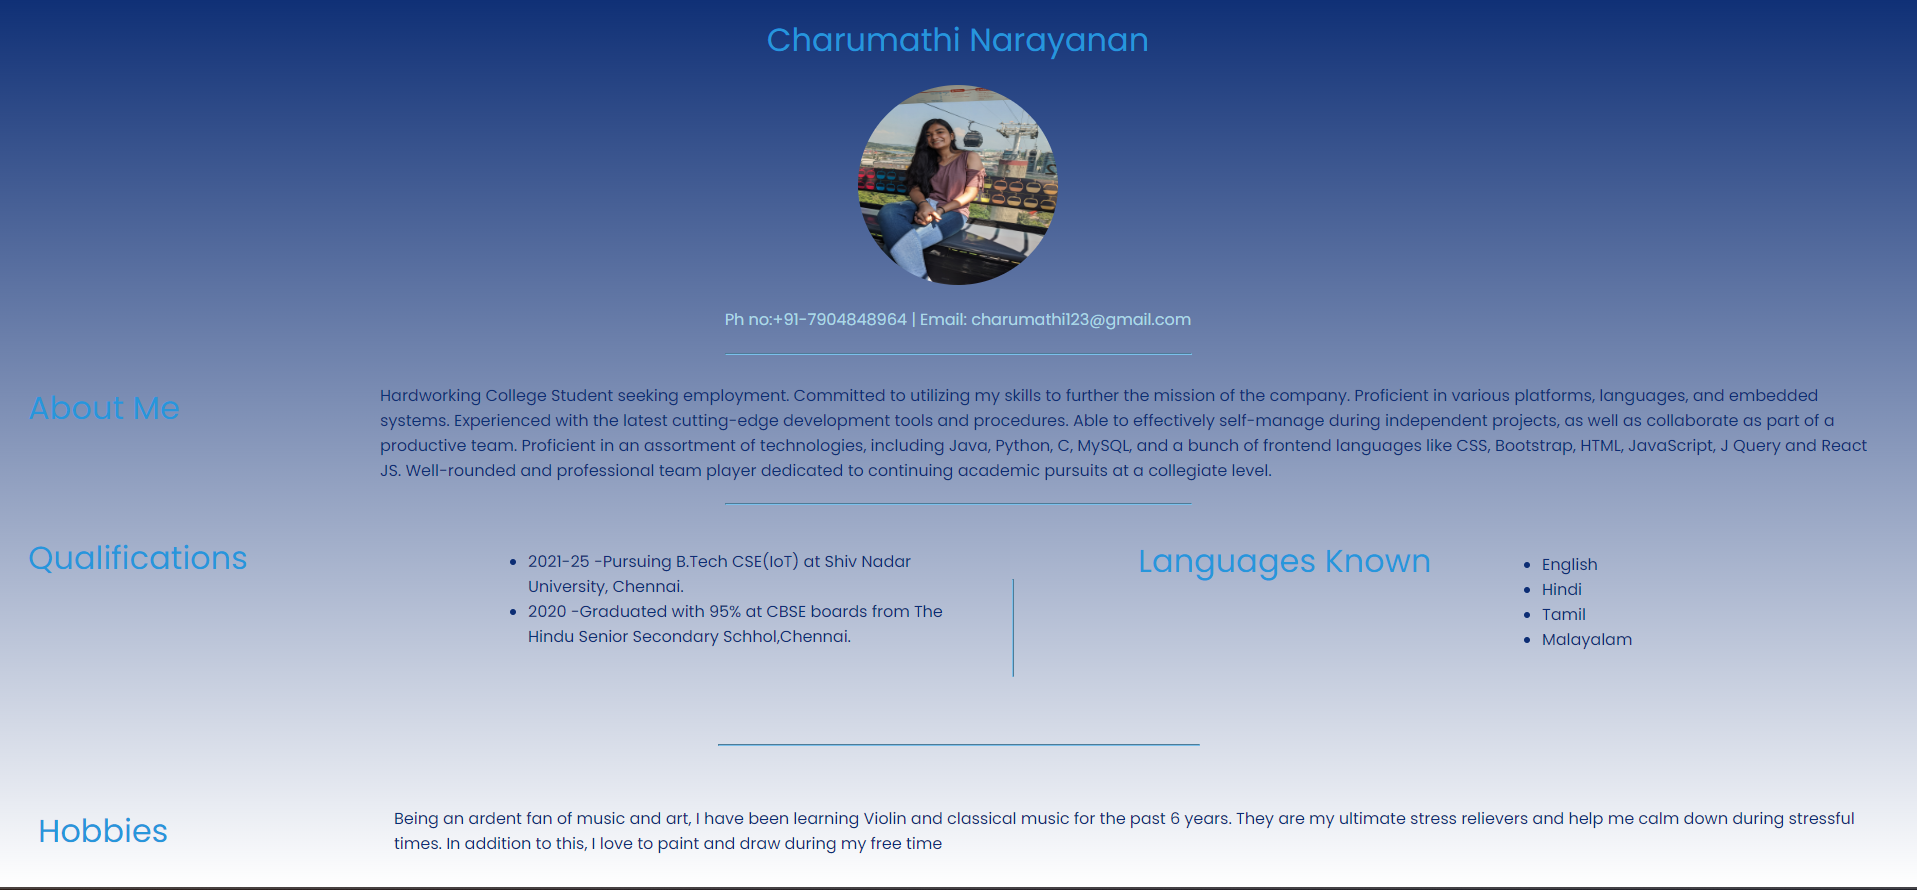 Charumathi Narayanan
Ph no:+91-7904848964 | Email: charumathi123@gmail.com
About Me
Hardworking College Student seeking employment. Committed to utilizing my skills to further the mission of the company. Proficient in various platforms, languages, and embedded
systems. Experienced with the latest cutting-edge development tools and procedures. Able to effectively self-manage during independent projects, as well as collaborate as part of a
productive team. Proficient in an assortment of technologies, including Java, Python, C, MySQL, and a bunch of frontend languages like CSS, Bootstrap, HTML, JavaScript, J Query and React
JS. Well-rounded and professional team player dedicated to continuing academic pursuits at a collegiate level.
Qualifications
2021-25 -Pursuing B.Tech CSE(IoT) at Shiv Nadar
University, Chennai.
2020 -Graduated with 95% at CBSE boards from The
Hindu Senior Secondary Schhol,Chennai.
Languages Known
English
Hindi
Tamil
Malayalam
Hobbies
Being an ardent fan of music and art, I have been learning Violin and classical music for the past 6 years. They are my ultimate stress relievers and help me calm down during stressful
times. In addition to this, I love to paint and draw during my free time